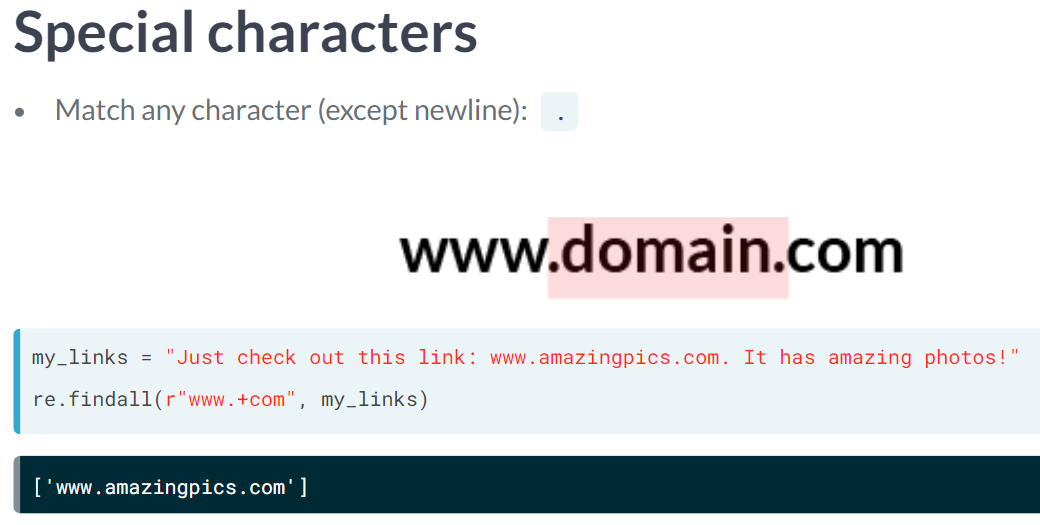 Special characters
• Match any character (except newline): .
www.domain.com
my_links = "Just check out this link: www.amazingpics.com. It has amazing photos!"
re.findall(r"www.+com", my_links)
['www.amazingpics.com']